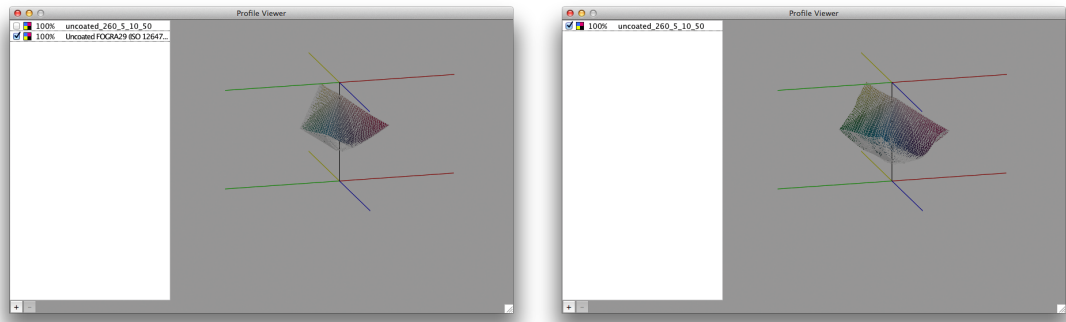 Profile Viewer
100% uncoated_260_5_10_50
100% Uncoated FOGRA29 (ISO 12647...
+ -
Profile Viewer
100% uncoated_260_5_10_50
+ -